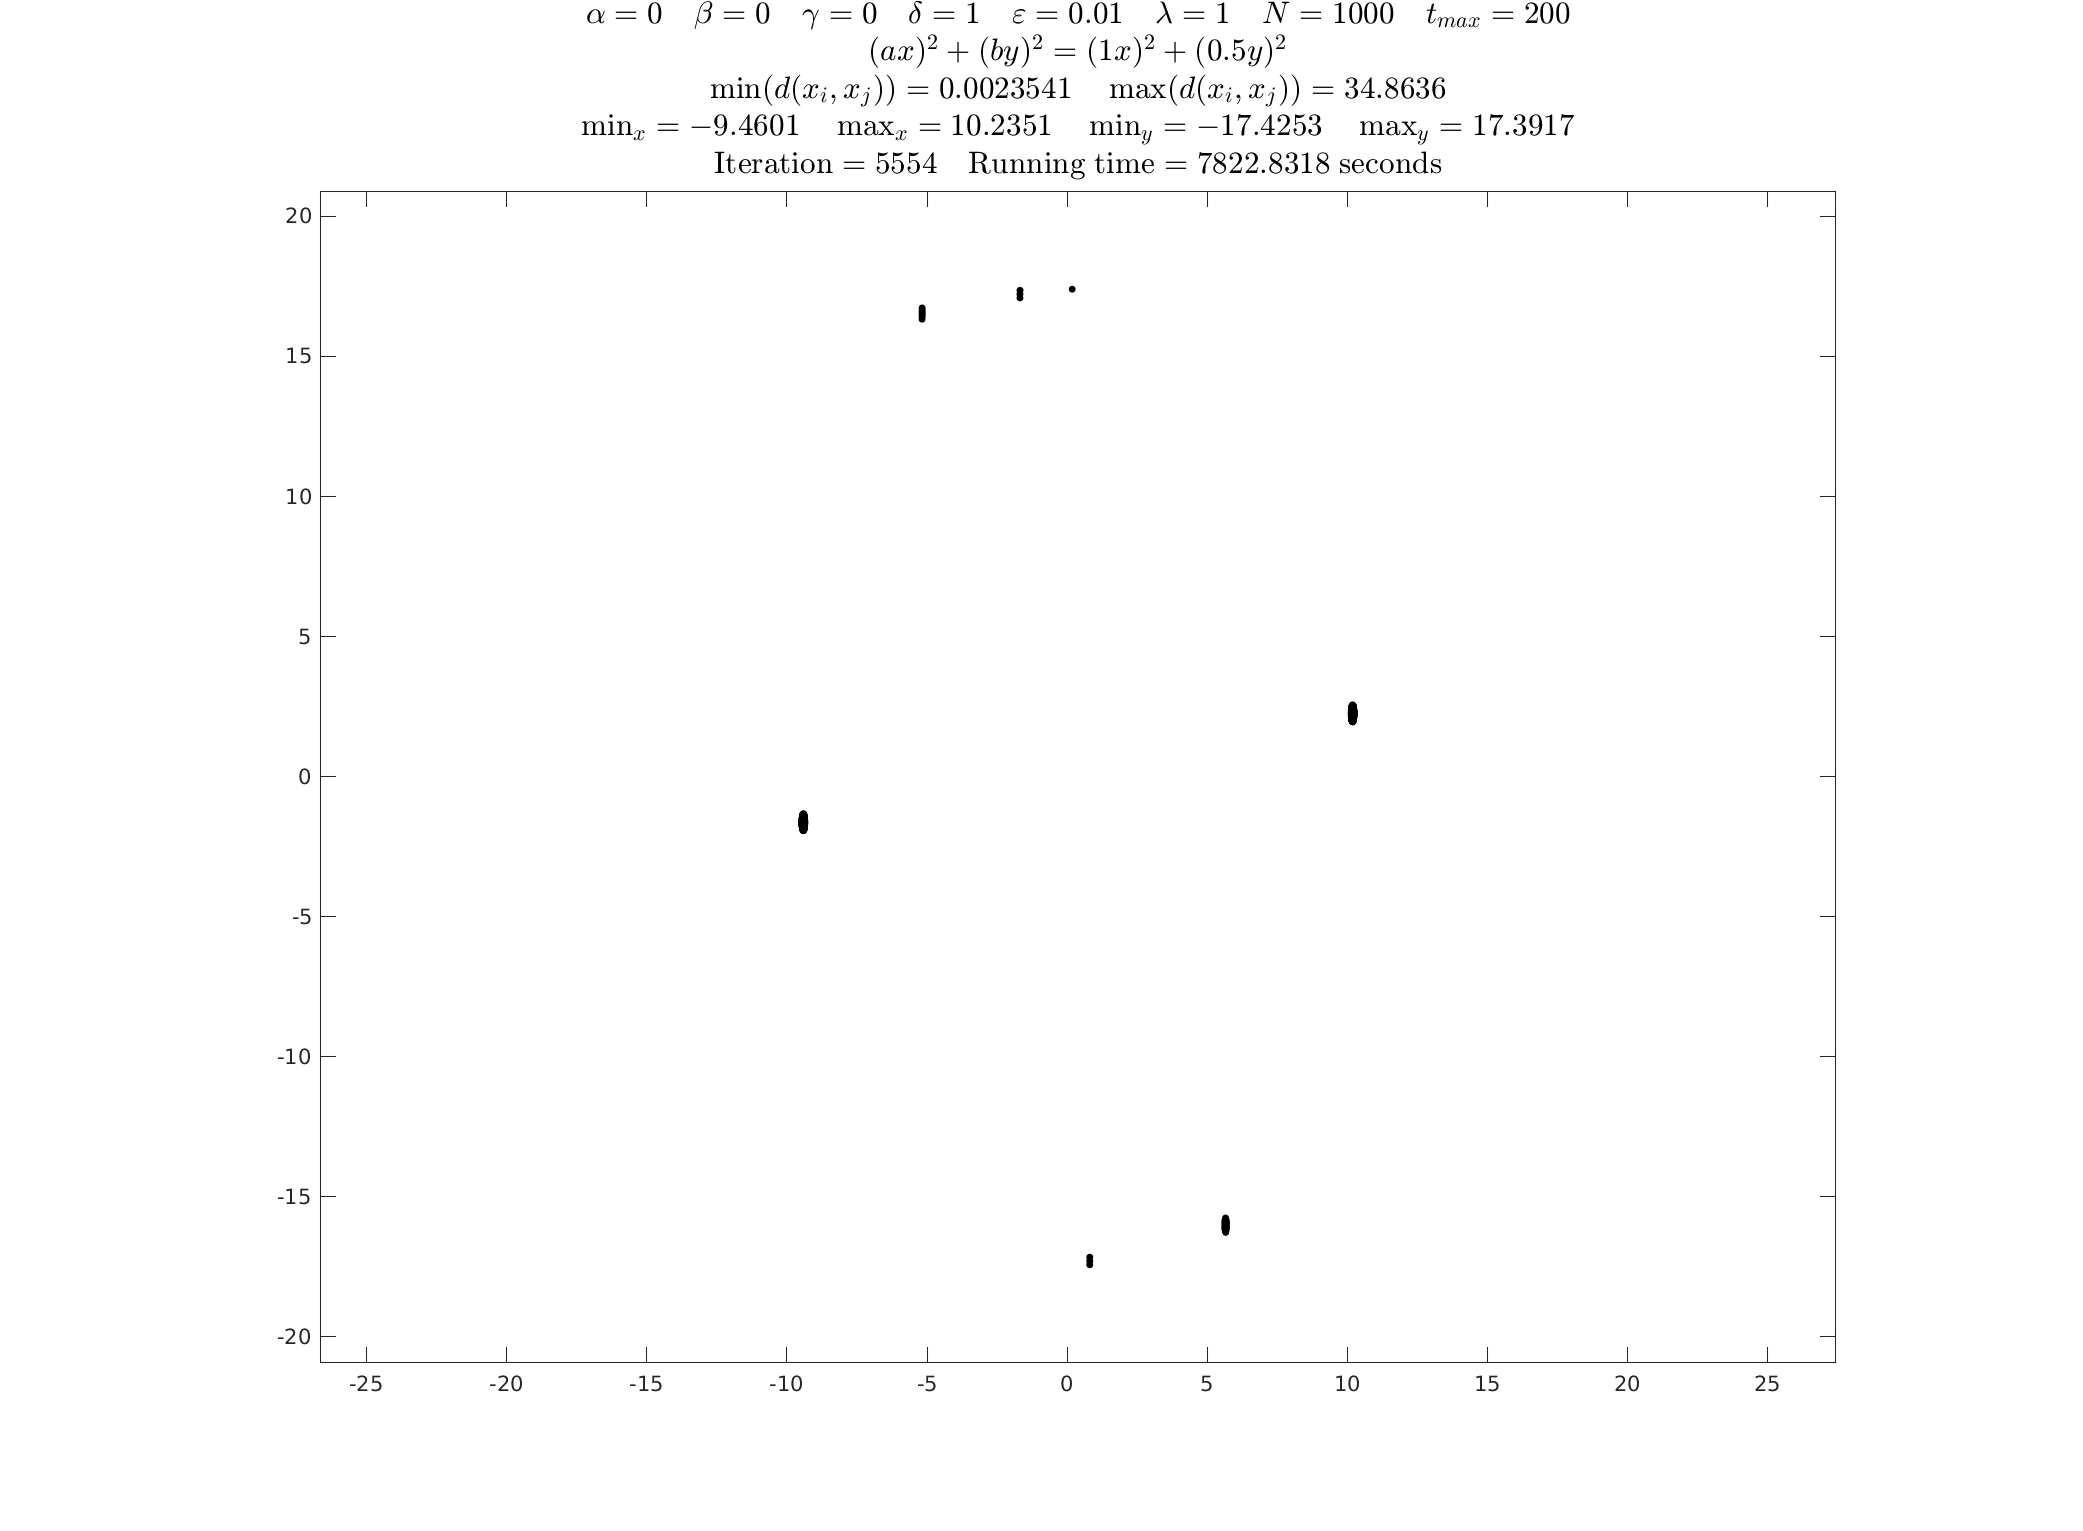 α = 0 β = 0 γ = 0 δ = 1 ε = 0.01 λ = 1 N = 1000 t_{max} = 200
(ax)² + (by)² = (1x)² + (0.5y)²
min(d(x_i, x_j)) = 0.0023541 max(d(x_i, x_j)) = 34.8636
min_x = −9.4601 max_x = 10.2351 min_y = −17.4253 max_y = 17.3917
Iteration = 5554 Running time = 7822.8318 seconds
20
15
10
5
0
-5
-10
-15
-20
-25 -20 -15 -10 -5 0 5 10 15 20 25